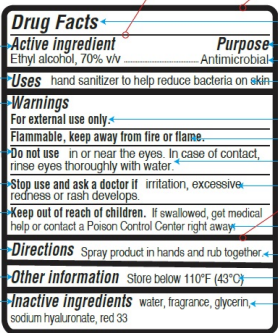 Drug Facts
Active ingredient Purpose
Ethyl alcohol, 70% v/v Antimicrobial
Uses hand sanitizer to help reduce bacteria on skin
Warnings
For external use only.
Flammable, keep away from fire or flame.
Do not use in or near the eyes. In case of contact,
rinse eyes thoroughly with water.
Stop use and ask a doctor if irritation, excessive
redness or rash develops.
Keep out of reach of children. If swallowed, get medical
help or contact a Poison Control Center right away
Directions Spray product in hands and rub together.
Other information Store below 110°F (43°C)
Inactive ingredients water, fragrance, glycerin,
sodium hyaluronate, red 33